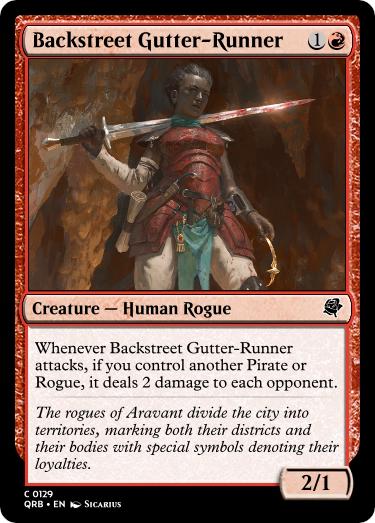 Backstreet Gutter-Runner 1
Creature — Human Rogue
Whenever Backstreet Gutter-Runner
attacks, if you control another Pirate or
Rogue, it deals 2 damage to each opponent.
The rogues of Aravant divide the city into
territories, marking both their districts and
their bodies with special symbols denoting their
loyalties.
2/1
C 0129
QRB • EN Sicarius